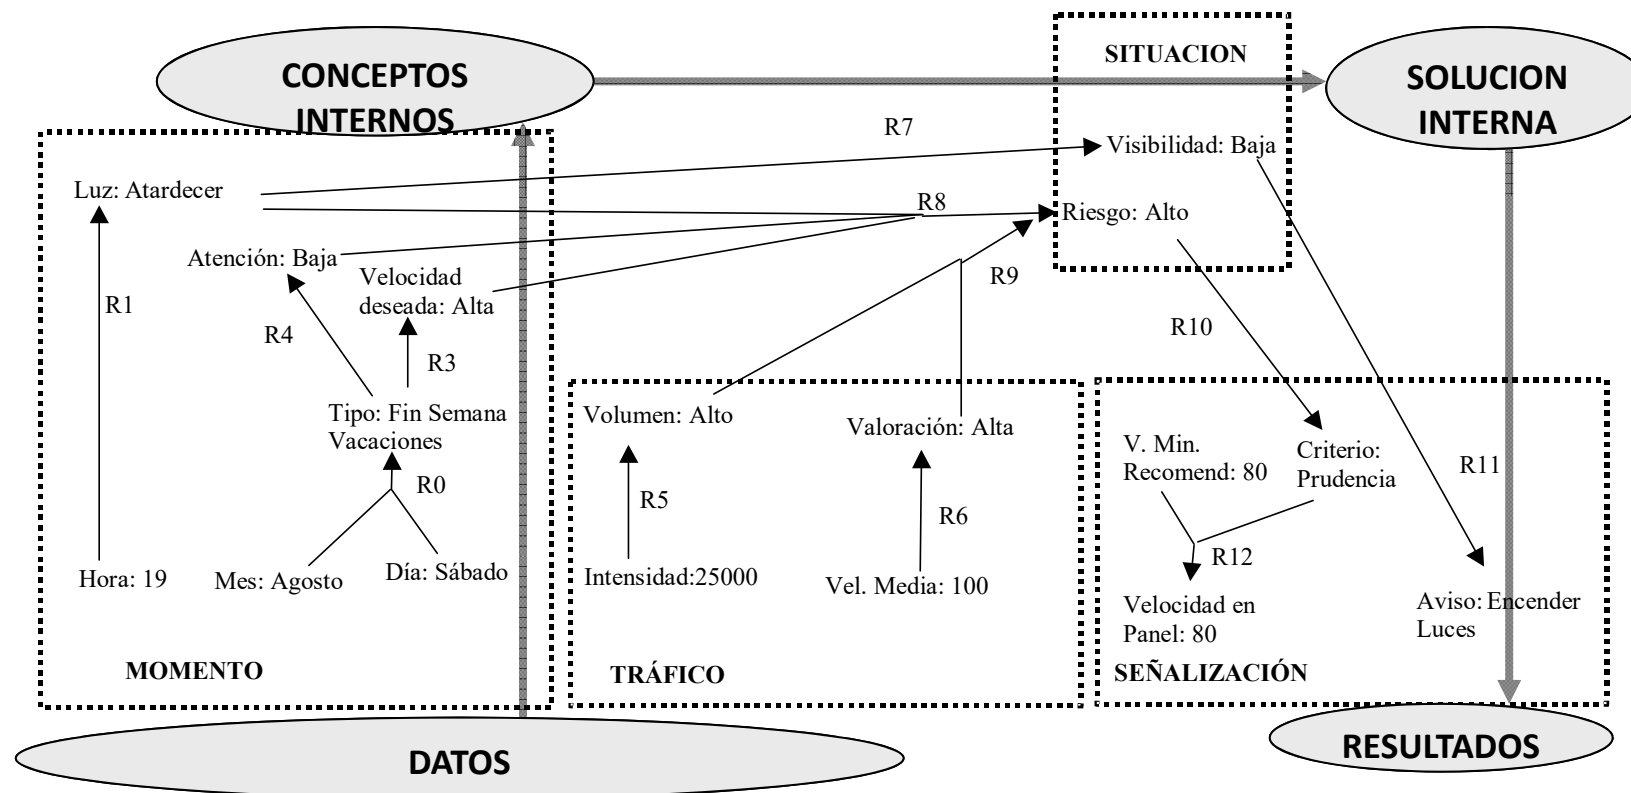 CONCEPTOS
INTERNOS
SITUACION
SOLUCION
INTERNA
R7
Visibilidad: Baja
Luz: Atardecer
R8
Riesgo: Alto
Atención: Baja
Velocidad
deseada: Alta
R9
R1
R4
R3
R10
Tipo: Fin Semana
Vacaciones
Volumen: Alto
Valoración: Alta
V. Min.
Recomend: 80
Criterio:
Prudencia
R11
R0
R5
R6
R12
Hora: 19
Mes: Agosto
Día: Sábado
Intensidad:25000
Vel. Media: 100
Velocidad en
Panel: 80
Aviso: Encender
Luces
MOMENTO
TRÁFICO
SEÑALIZACIÓN
DATOS
RESULTADOS